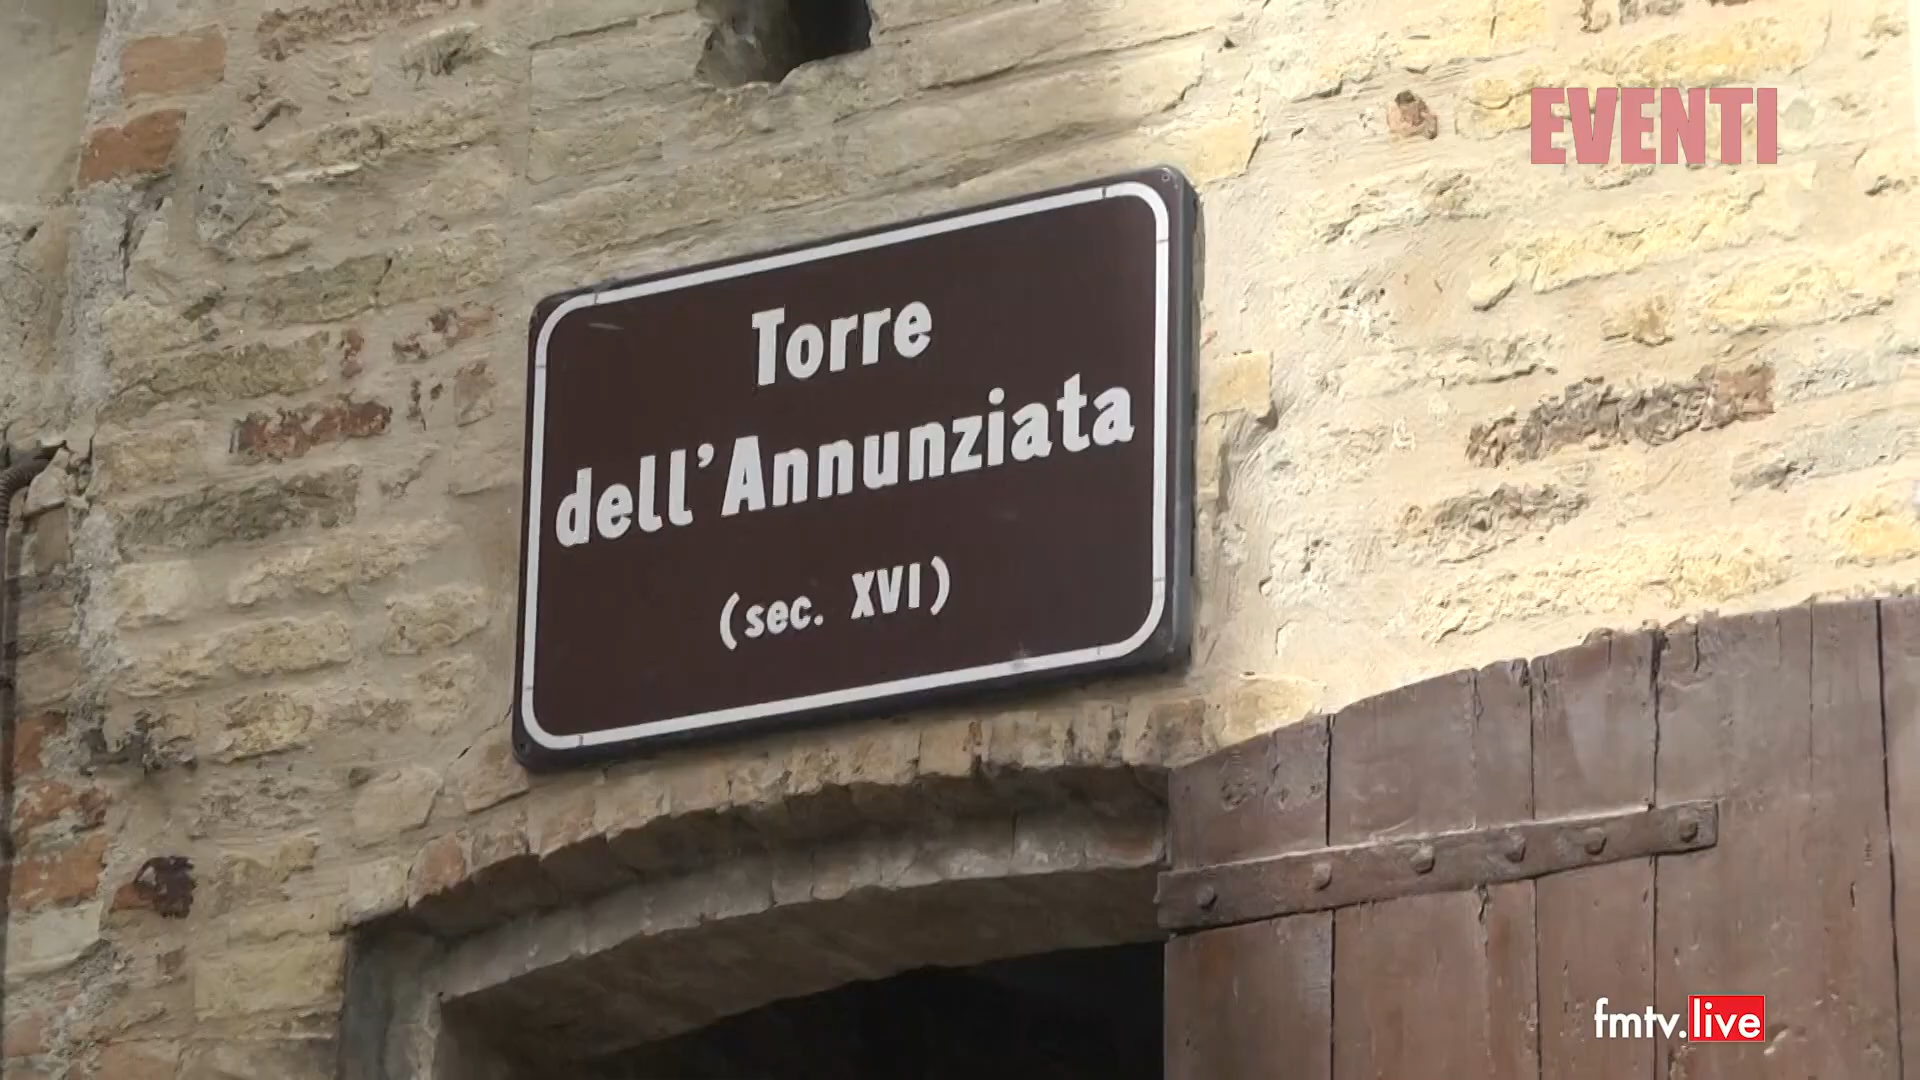 EVENTI
Torre
dell'Annunziata
(sec. XVI)
fmtv.live